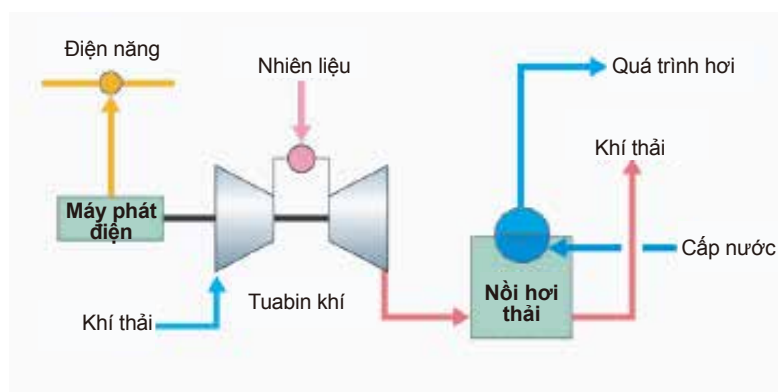 Điện năng
Nhiên liệu
Quá trình hơi
Khí thải
Máy phát
điện
Cấp nước
Nồi hơi
thải
Tuabin khí
Khí thải